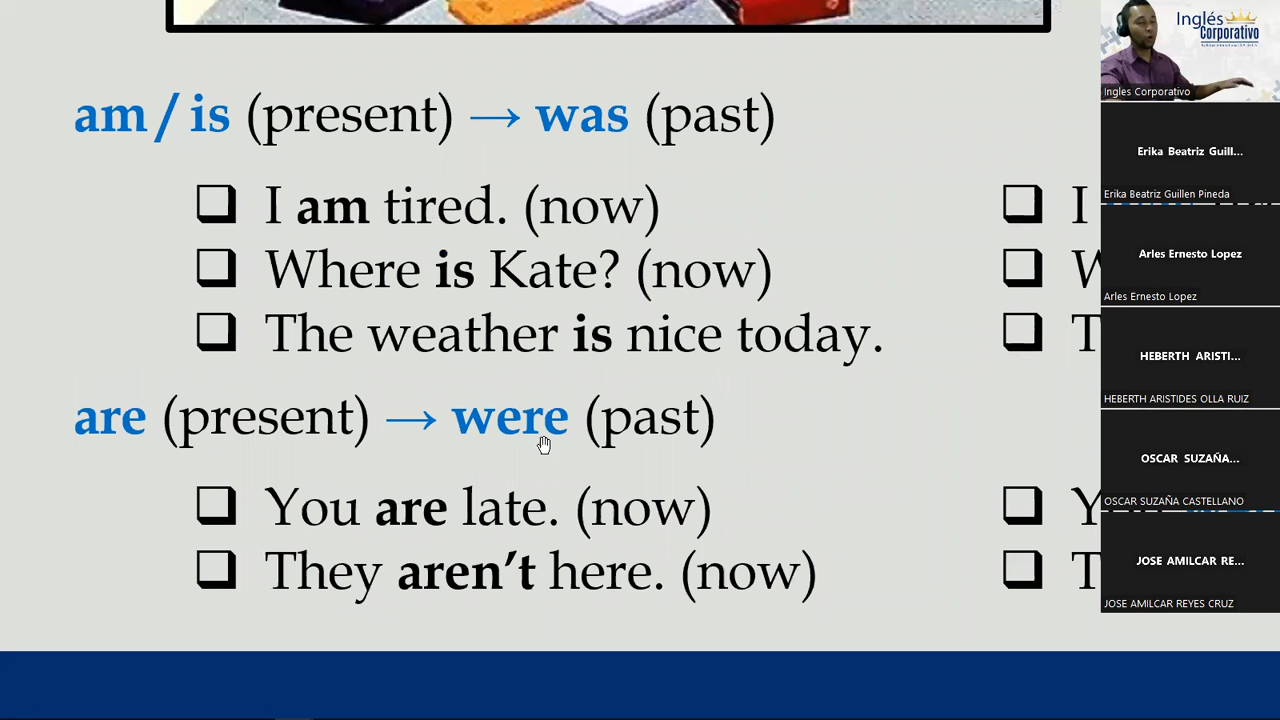 am / is (present) → was (past)
❑ I am tired. (now)
❑ I
❑ Where is Kate? (now)
❑ W
❑ The weather is nice today.
❑ T
are (present) → were (past)
❑ You are late. (now)
❑ Y
❑ They aren’t here. (now)
❑ T
Inglés
Corporativo
Ingles Corporativo
Erika Beatriz Guill...
Erika Beatriz Guillen Pineda
Arles Ernesto Lopez
Arles Ernesto Lopez
HEBERTH ARISTI...
HEBERTH ARISTIDES OLLA RUIZ
OSCAR SUZAÑA...
OSCAR SUZAÑA CASTELLANO
JOSE AMILCAR RE...
JOSE AMILCAR REYES CRUZ